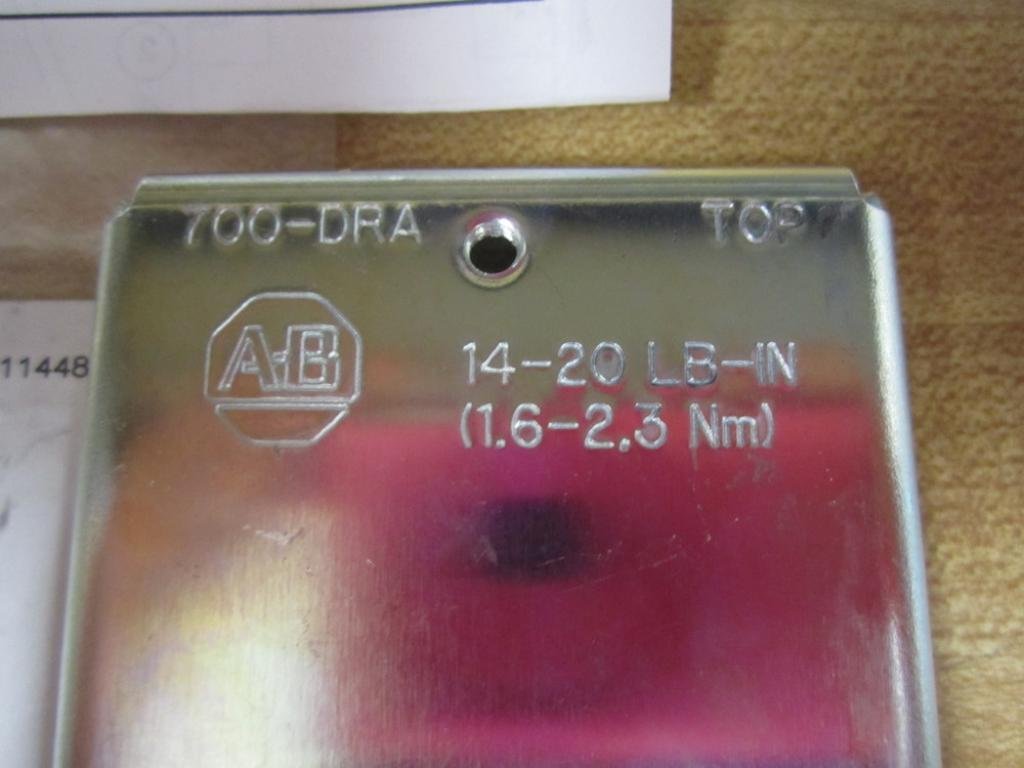 700-DRA TOP
A-B
14-20 LB-IN
(1.6-2.3 Nm)
11448